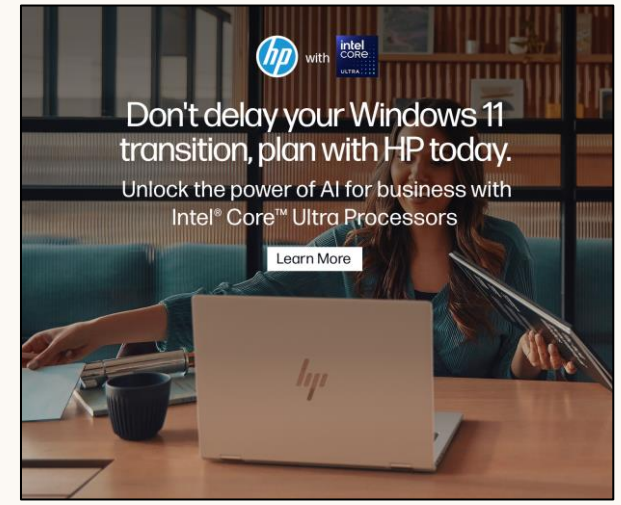 hp with intel CORE ULTRA
Don't delay your Windows 11
transition, plan with HP today.
Unlock the power of AI for business with
Intel® Core™ Ultra Processors
Learn More
hp